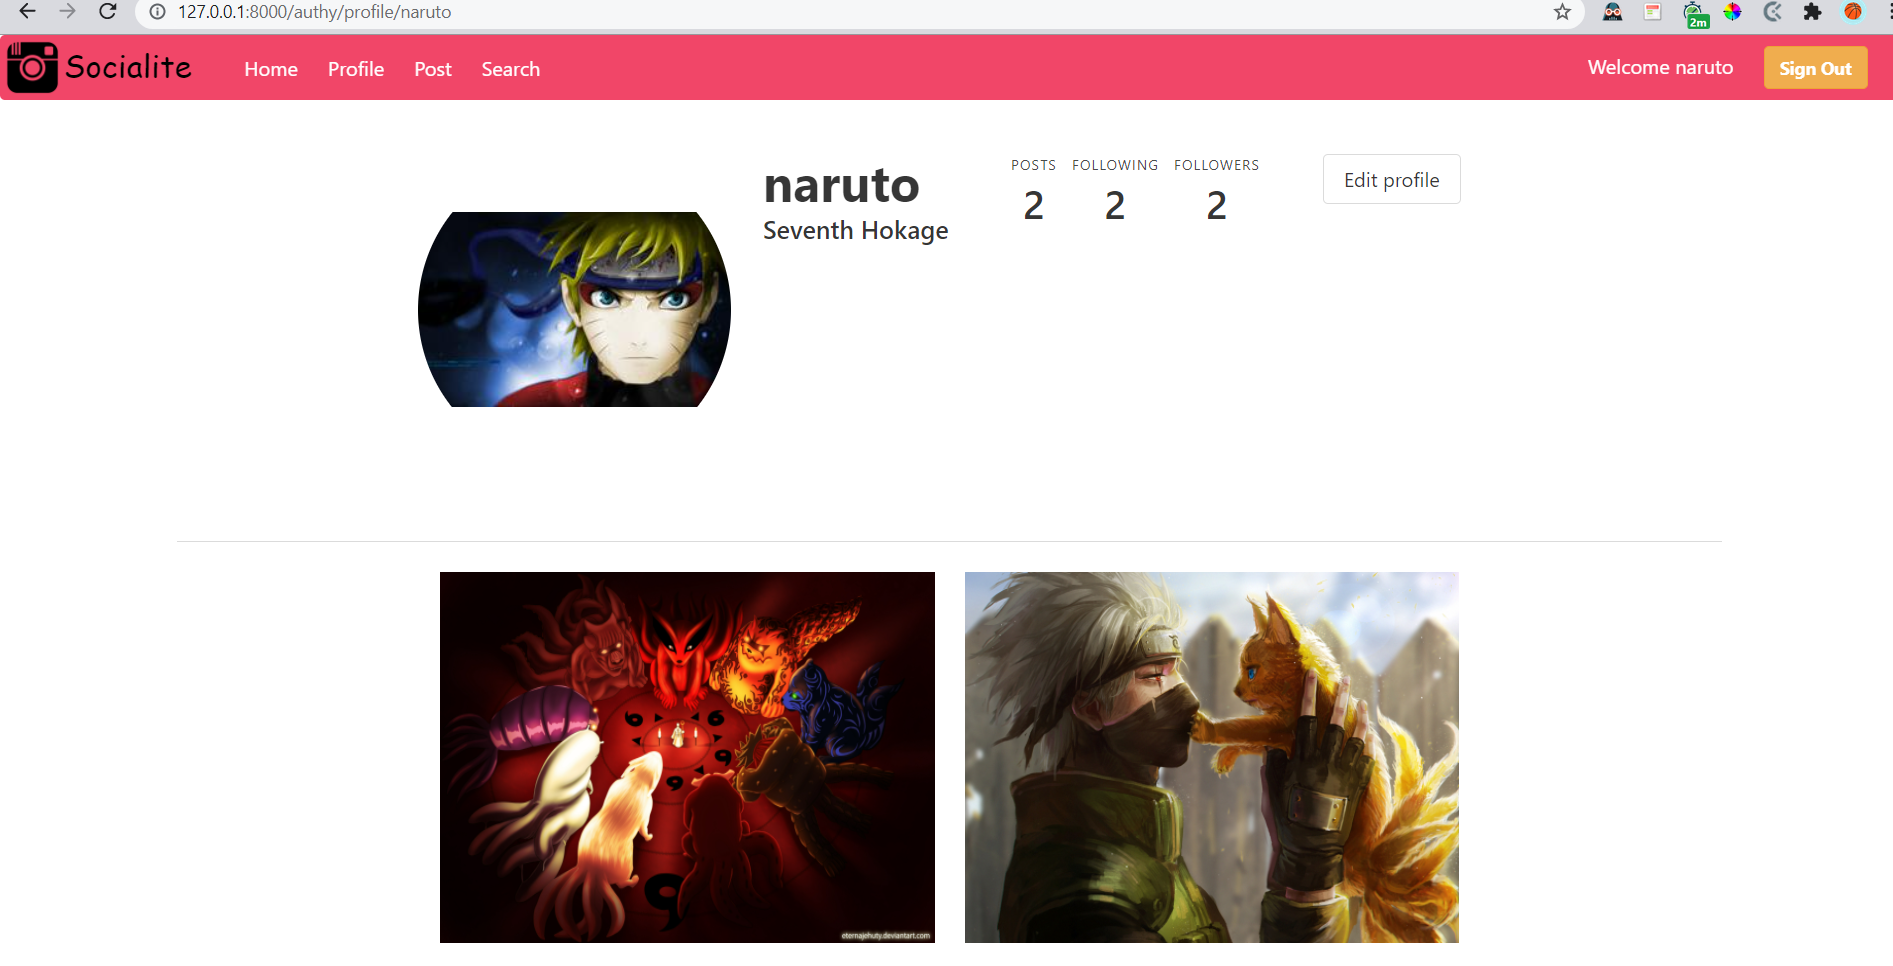 127.0.0.1:8000/authy/profile/naruto
2m
Socialite
Home Profile Post Search
Welcome naruto
Sign Out
naruto
Seventh Hokage
POSTS FOLLOWING FOLLOWERS
2 2 2
Edit profile
eternajehuty.deviantart.com